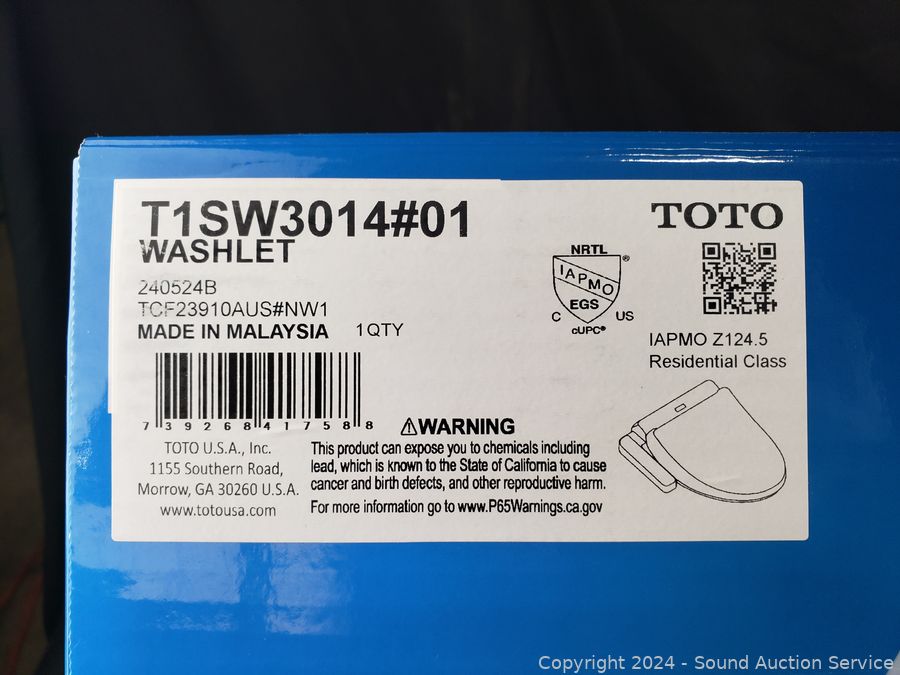 T1SW3014#01
WASHLET
240524B
TCF23910AUS#NW1
MADE IN MALAYSIA 1QTY
7 39268 41758 8
TOTO U.S.A., Inc.
1155 Southern Road,
Morrow, GA 30260 U.S.A.
www.totousa.com
⚠WARNING
This product can expose you to chemicals including
lead, which is known to the State of California to cause
cancer and birth defects, and other reproductive harm.
For more information go to www.P65Warnings.ca.gov
TOTO
NRTL
IAPMO ®
EGS
C US
cUPC®
IAPMO Z124.5
Residential Class
Copyright 2024 - Sound Auction Service